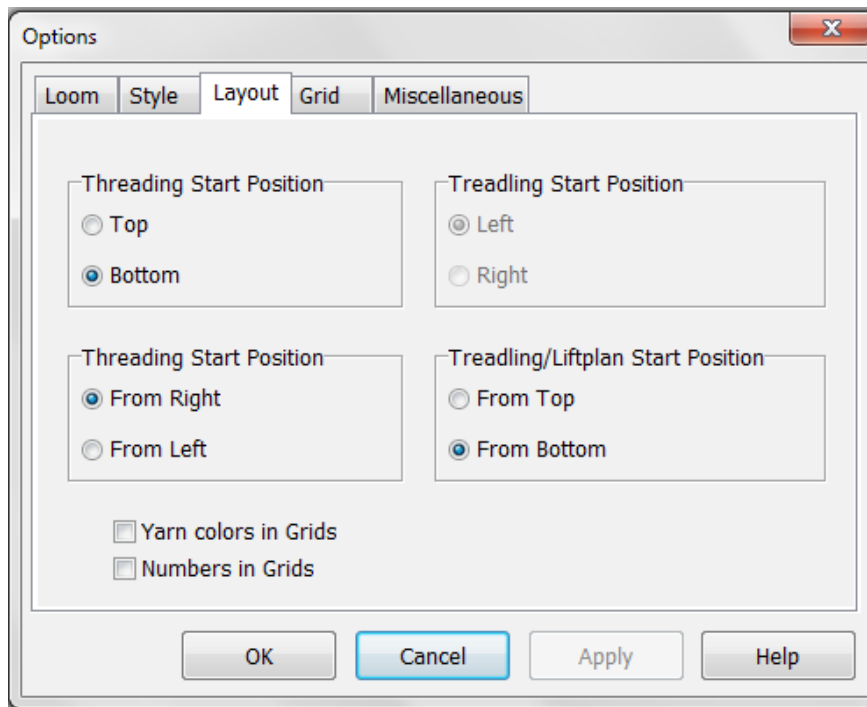 Options
Loom Style Layout Grid Miscellaneous
Threading Start Position
Top
Bottom
Treadling Start Position
Left
Right
Threading Start Position
From Right
From Left
Treadling/Liftplan Start Position
From Top
From Bottom
Yarn colors in Grids
Numbers in Grids
OK Cancel Apply Help